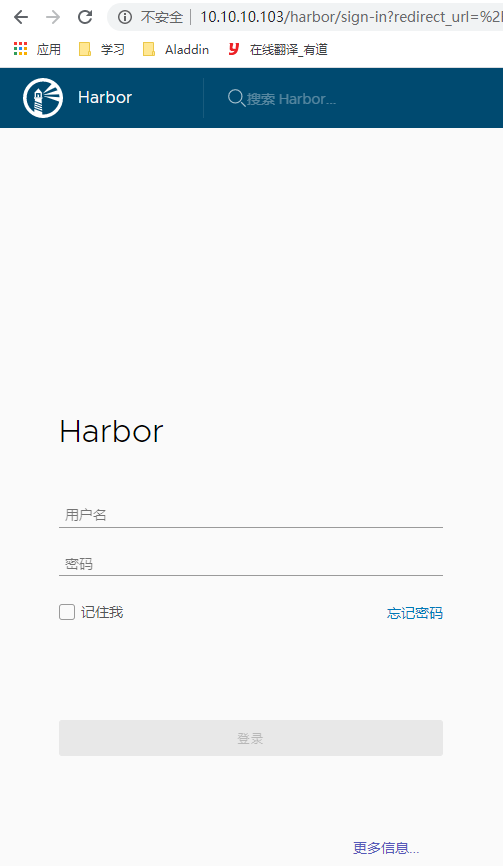 不安全 10.10.10.103/harbor/sign-in?redirect_url=%2
应用 学习 Aladdin 在线翻译_有道
Harbor 搜索 Harbor...
Harbor
用户名
密码
记住我 忘记密码
登录
更多信息...